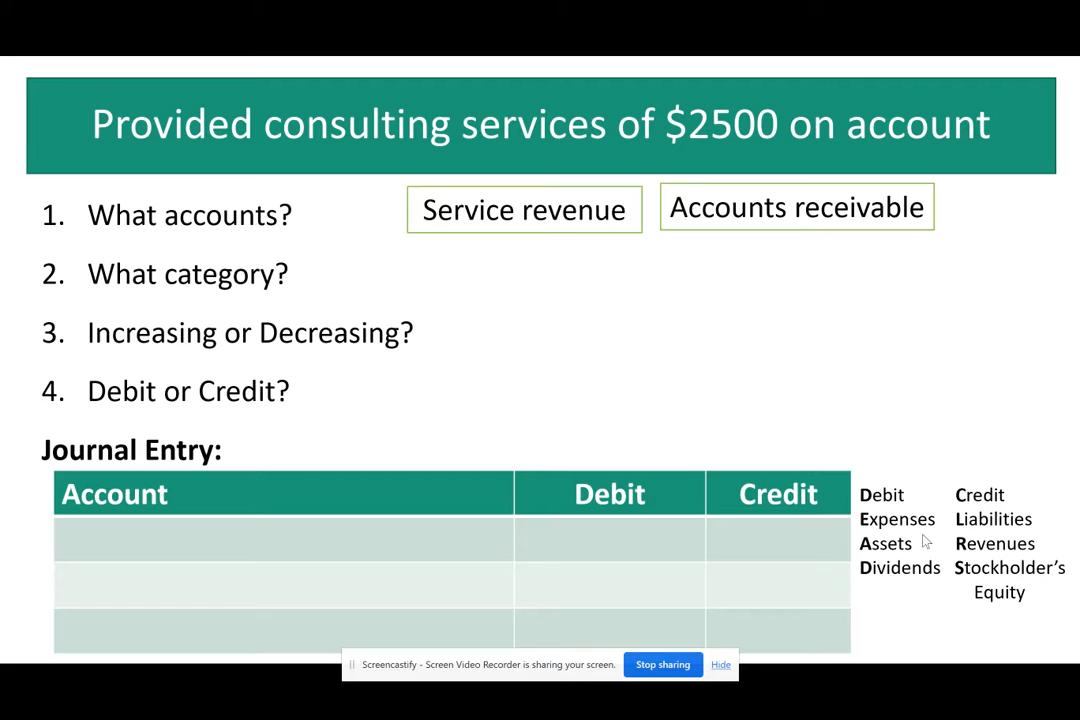 Provided consulting services of $2500 on account
1. What accounts?
Service revenue
Accounts receivable
2. What category?
3. Increasing or Decreasing?
4. Debit or Credit?
Journal Entry:
Account Debit Credit
Debit Credit
Expenses Liabilities
Assets Revenues
Dividends Stockholder's
Equity
Screencastify - Screen Video Recorder is sharing your screen. Stop sharing Hide